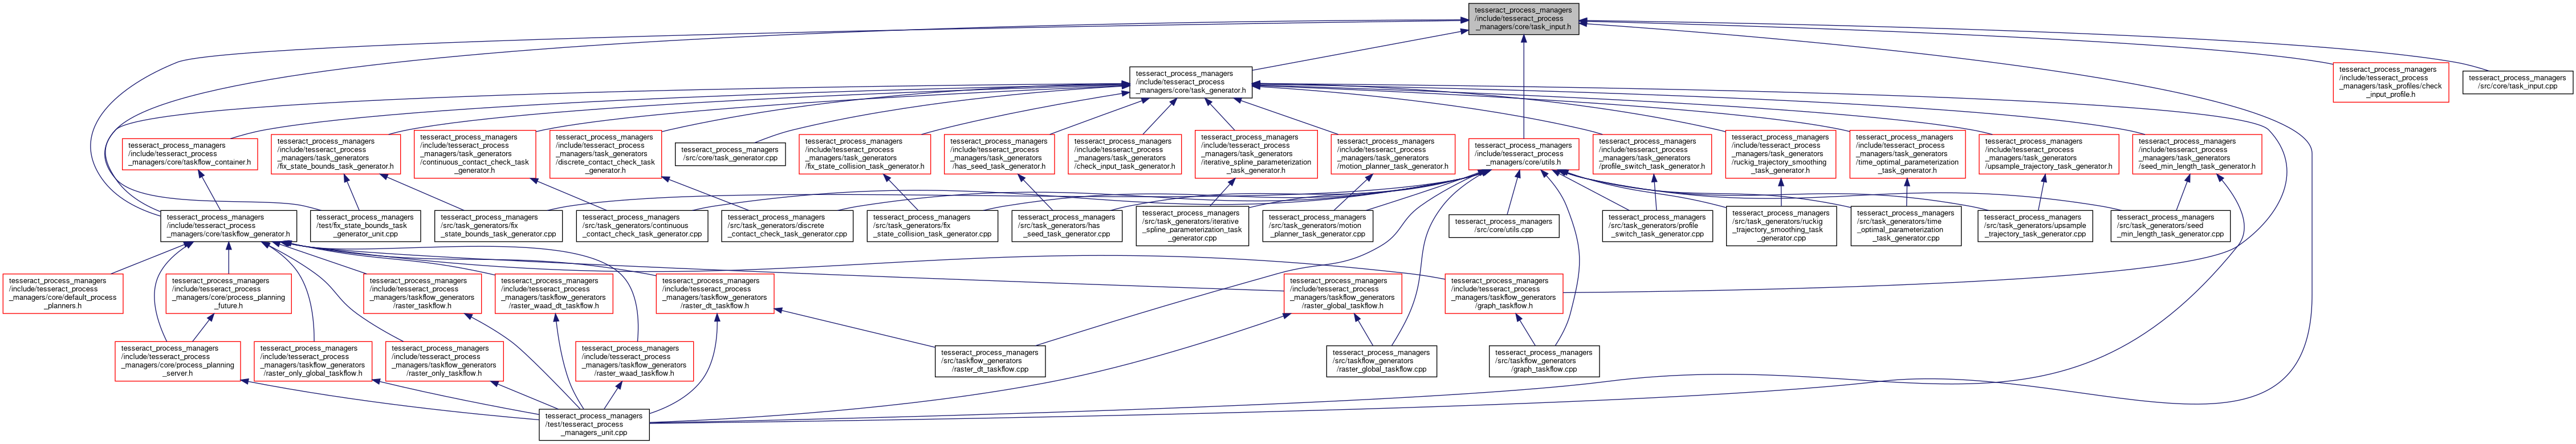 tesseract_process_managers
/include/tesseract_process
_managers/core/task_input.h
tesseract_process_managers
/include/tesseract_process
_managers/core/task_generator.h
tesseract_process_managers
/include/tesseract_process
_managers/task_profiles/check
_input_profile.h
tesseract_process_managers
/src/core/task_input.cpp
tesseract_process_managers
/include/tesseract_process
_managers/core/taskflow_container.h
tesseract_process_managers
/include/tesseract_process
_managers/task_generators
/fix_state_bounds_task_generator.h
tesseract_process_managers
/include/tesseract_process
_managers/task_generators
/continuous_contact_check_task
_generator.h
tesseract_process_managers
/include/tesseract_process
_managers/task_generators
/discrete_contact_check_task
_generator.h
tesseract_process_managers
/src/core/task_generator.cpp
tesseract_process_managers
/include/tesseract_process
_managers/task_generators
/fix_state_collision_task_generator.h
tesseract_process_managers
/include/tesseract_process
_managers/task_generators
/has_seed_task_generator.h
tesseract_process_managers
/include/tesseract_process
_managers/task_generators
/check_input_task_generator.h
tesseract_process_managers
/include/tesseract_process
_managers/task_generators
/iterative_spline_parameterization
_task_generator.h
tesseract_process_managers
/include/tesseract_process
_managers/task_generators
/motion_planner_task_generator.h
tesseract_process_managers
/include/tesseract_process
_managers/core/utils.h
tesseract_process_managers
/include/tesseract_process
_managers/task_generators
/profile_switch_task_generator.h
tesseract_process_managers
/include/tesseract_process
_managers/task_generators
/ruckig_trajectory_smoothing
_task_generator.h
tesseract_process_managers
/include/tesseract_process
_managers/task_generators
/time_optimal_parameterization
_task_generator.h
tesseract_process_managers
/include/tesseract_process
_managers/task_generators
/upsample_trajectory_task_generator.h
tesseract_process_managers
/include/tesseract_process
_managers/task_generators
/seed_min_length_task_generator.h
tesseract_process_managers
/include/tesseract_process
_managers/core/taskflow_generator.h
tesseract_process_managers
/test/fix_state_bounds_task
_generator_unit.cpp
tesseract_process_managers
/src/task_generators/fix
_state_bounds_task_generator.cpp
tesseract_process_managers
/src/task_generators/continuous
_contact_check_task_generator.cpp
tesseract_process_managers
/src/task_generators/discrete
_contact_check_task_generator.cpp
tesseract_process_managers
/src/task_generators/fix
_state_collision_task_generator.cpp
tesseract_process_managers
/src/task_generators/has
_seed_task_generator.cpp
tesseract_process_managers
/src/task_generators/iterative
_spline_parameterization_task
_generator.cpp
tesseract_process_managers
/src/task_generators/motion
_planner_task_generator.cpp
tesseract_process_managers
/src/core/utils.cpp
tesseract_process_managers
/src/task_generators/profile
_switch_task_generator.cpp
tesseract_process_managers
/src/task_generators/ruckig
_trajectory_smoothing_task
_generator.cpp
tesseract_process_managers
/src/task_generators/time
_optimal_parameterization
_task_generator.cpp
tesseract_process_managers
/src/task_generators/upsample
_trajectory_task_generator.cpp
tesseract_process_managers
/src/task_generators/seed
_min_length_task_generator.cpp
tesseract_process_managers
/include/tesseract_process
_managers/core/default_process
_planners.h
tesseract_process_managers
/include/tesseract_process
_managers/core/process_planning
_future.h
tesseract_process_managers
/include/tesseract_process
_managers/taskflow_generators
/raster_taskflow.h
tesseract_process_managers
/include/tesseract_process
_managers/taskflow_generators
/raster_waad_dt_taskflow.h
tesseract_process_managers
/include/tesseract_process
_managers/taskflow_generators
/raster_dt_taskflow.h
tesseract_process_managers
/include/tesseract_process
_managers/taskflow_generators
/raster_global_taskflow.h
tesseract_process_managers
/include/tesseract_process
_managers/taskflow_generators
/graph_taskflow.h
tesseract_process_managers
/include/tesseract_process
_managers/core/process_planning
_server.h
tesseract_process_managers
/include/tesseract_process
_managers/taskflow_generators
/raster_only_global_taskflow.h
tesseract_process_managers
/include/tesseract_process
_managers/taskflow_generators
/raster_only_taskflow.h
tesseract_process_managers
/include/tesseract_process
_managers/taskflow_generators
/raster_waad_taskflow.h
tesseract_process_managers
/src/taskflow_generators
/raster_dt_taskflow.cpp
tesseract_process_managers
/src/taskflow_generators
/raster_global_taskflow.cpp
tesseract_process_managers
/src/taskflow_generators
/graph_taskflow.cpp
tesseract_process_managers
/test/tesseract_process
_managers_unit.cpp